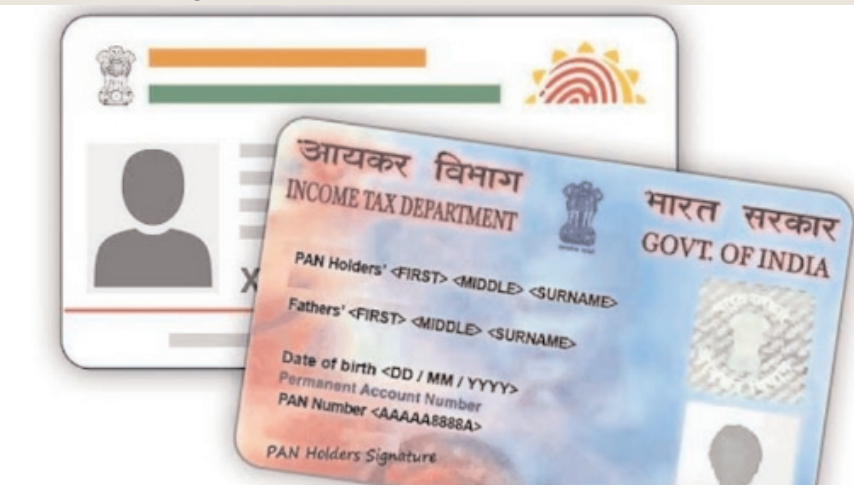 X
आयकर विभाग
INCOME TAX DEPARTMENT
भारत सरकार
GOVT. OF INDIA
PAN Holders' <FIRST> <MIDDLE> <SURNAME>
Fathers' <FIRST> <MIDDLE> <SURNAME>
Date of birth <DD / MM / YYYY>
Permanent Account Number
PAN Number <AAAAA8888A>
PAN Holders Signature